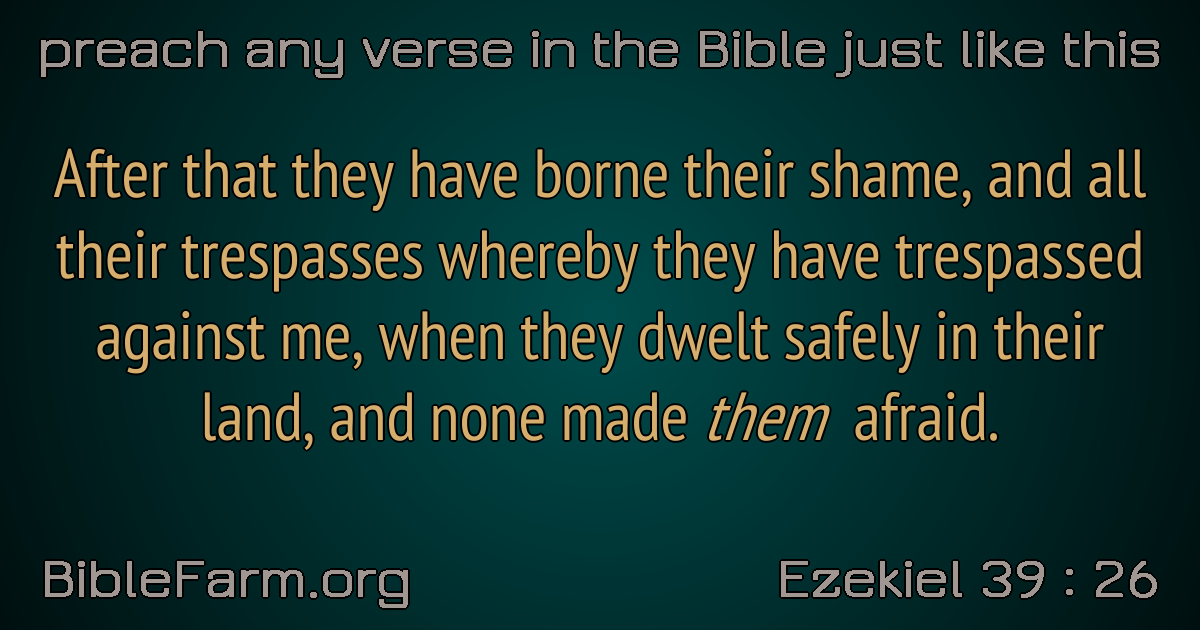 preach any verse in the Bible just like this
After that they have borne their shame, and all
their trespasses whereby they have trespassed
against me, when they dwelt safely in their
land, and none made them afraid.
BibleFarm.org
Ezekiel 39 : 26